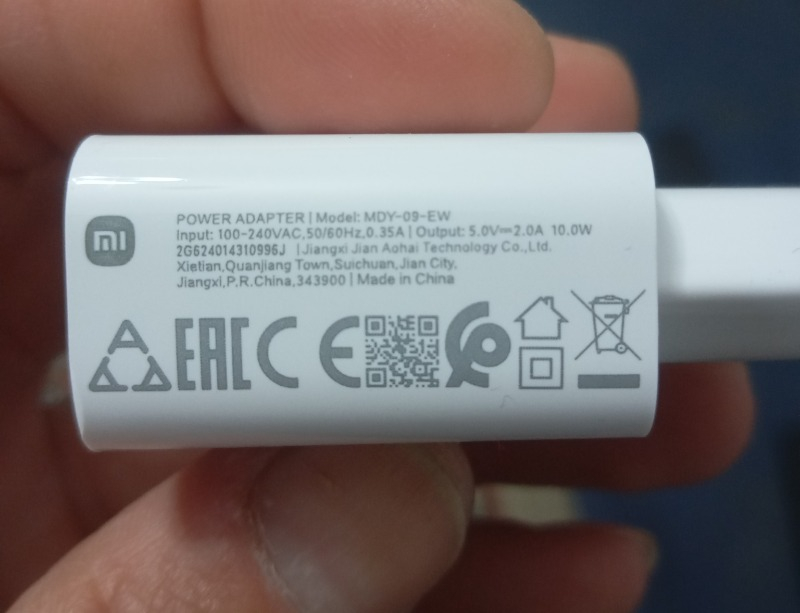 mi
POWER ADAPTER | Model: MDY-09-EW
Input: 100-240VAC,50/60Hz,0.35A | Output: 5.0V⎓2.0A 10.0W
2G624014310996J | Jiangxi Jian Aohai Technology Co.,Ltd.
Xietian,Quanjiang Town,Suichuan,Jian City,
Jiangxi,P.R.China,343900 | Made in China
EAC CE